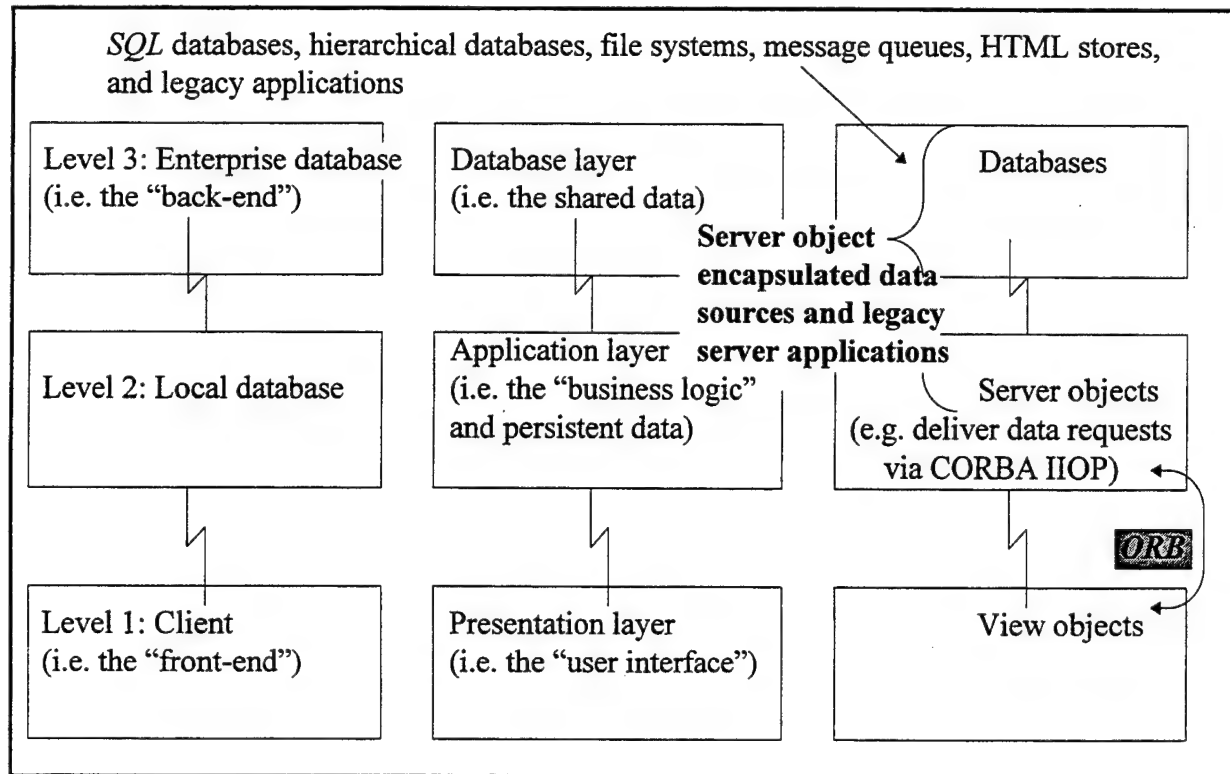 SQL databases, hierarchical databases, file systems, message queues, HTML stores,
and legacy applications
Level 3: Enterprise database
(i.e. the “back-end”)
Database layer
(i.e. the shared data)
Databases
Server object
encapsulated data
sources and legacy
server applications
Level 2: Local database
Application layer
(i.e. the “business logic”
and persistent data)
Server objects
(e.g. deliver data requests
via CORBA IIOP)
ORB
Level 1: Client
(i.e. the “front-end”)
Presentation layer
(i.e. the “user interface”)
View objects